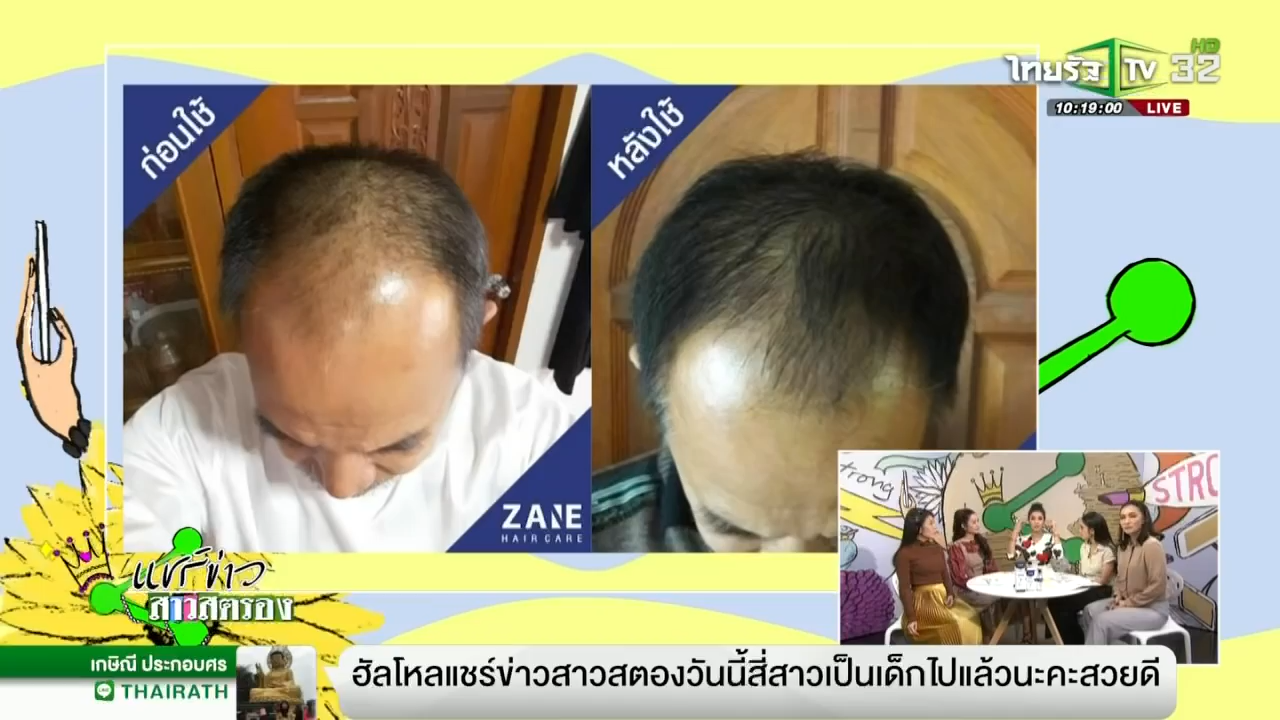 ไทยรัฐ TV 32 HD
10:19:00 LIVE
ก่อนใช้
หลังใช้
ZANE
HAIR CARE
strong
STRO
แชร์ข่าว
สาวสตรอง
เกษิณี ประกอบศร
THAIRATH
ฮัลโหลแชร์ข่าวสาวสตองวันนี้สี่สาวเป็นเด็กไปแล้วนะคะสวยดี